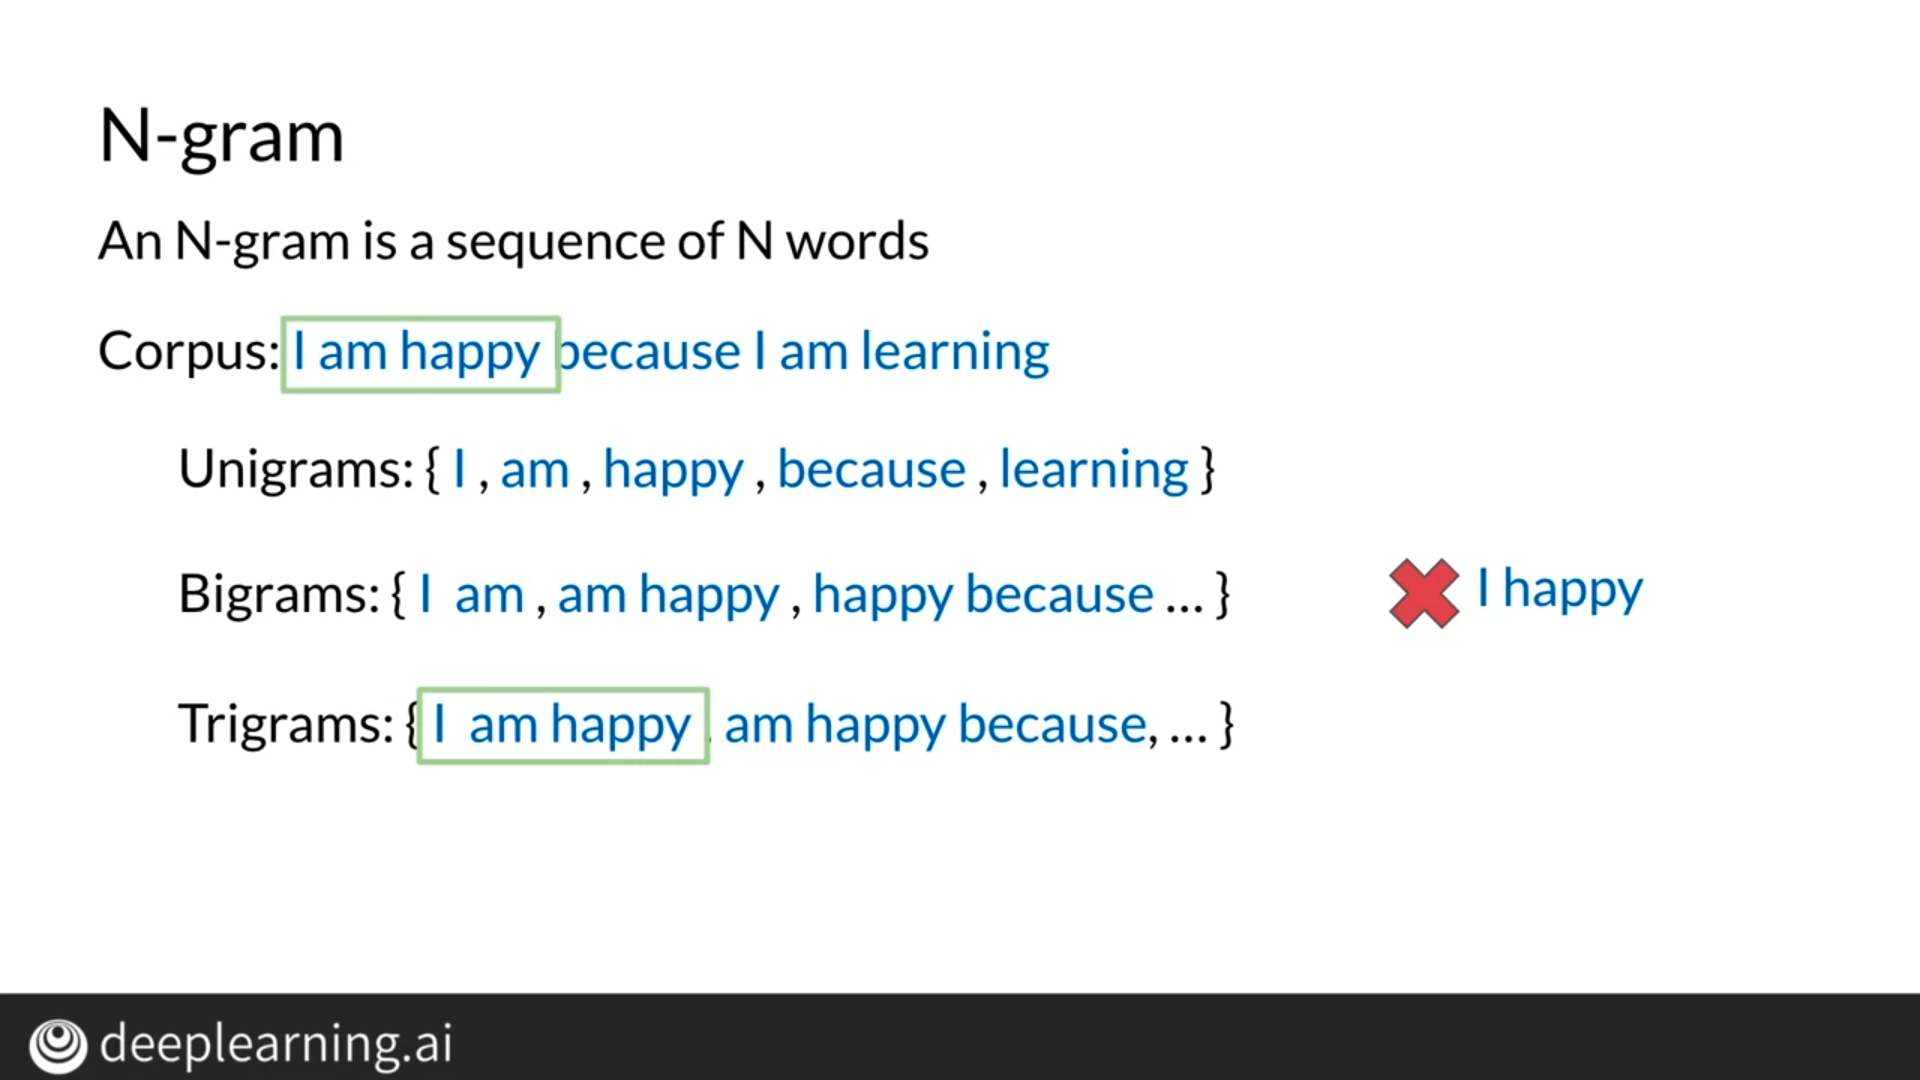 N-gram
An N-gram is a sequence of N words
Corpus: I am happy because I am learning
Unigrams: { I , am , happy , because , learning }
Bigrams: { I am , am happy , happy because ... } I happy
Trigrams: { I am happy , am happy because, ... }
deeplearning.ai